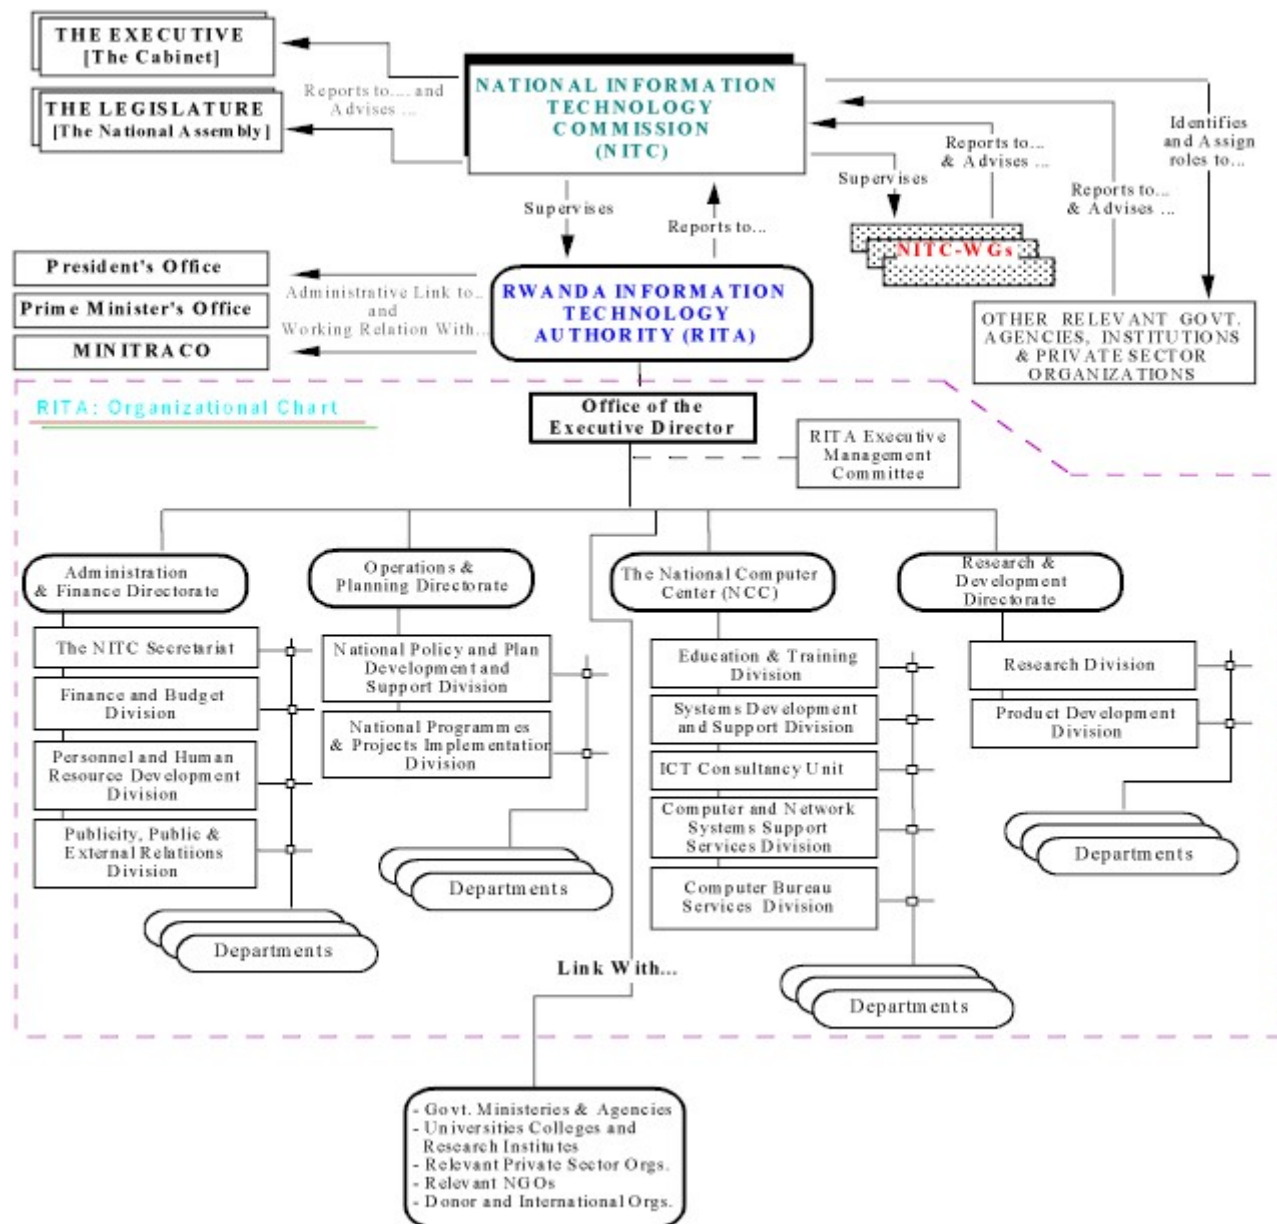 THE EXECUTIVE
[The Cabinet]
THE LEGISLATURE
[The National Assembly]
Reports to.... and
Advises ...
NATIONAL INFORMATION
TECHNOLOGY
COMMISSION
(NITC)
Identifies
and Assign
roles to...
Reports to...
& Advises ...
Supervises
Reports to...
& Advises ...
Supervises
Reports to...
NITC-WGs
President's Office
Prime Minister's Office
MINITRACO
Administrative Link to..
and
Working Relation With...
RWANDA INFORMATION
TECHNOLOGY
AUTHORITY (RITA)
OTHER RELEVANT GOVT.
AGENCIES, INSTITUTIONS
& PRIVATE SECTOR
ORGANIZATIONS
RITA: Organizational Chart
Office of the
Executive Director
RITA Executive
Management
Committee
Administration
& Finance Directorate
The NITC Secretariat
Finance and Budget
Division
Personnel and Human
Resource Development
Division
Publicity, Public &
External Relatiions
Division
Departments
Operations &
Planning Directorate
National Policy and Plan
Development and
Support Division
National Programmes
& Projects Implementation
Division
Departments
The National Computer
Center (NCC)
Education & Training
Division
Systems Development
and Support Division
ICT Consultancy Unit
Computer and Network
Systems Support
Services Division
Computer Bureau
Services Division
Departments
Research &
Development
Directorate
Research Division
Product Development
Division
Departments
Link With...
- Govt. Ministeries & Agencies
- Universities Colleges and
Research Institutes
- Relevant Private Sector Orgs.
- Relevant NGOs
- Donor and International Orgs.